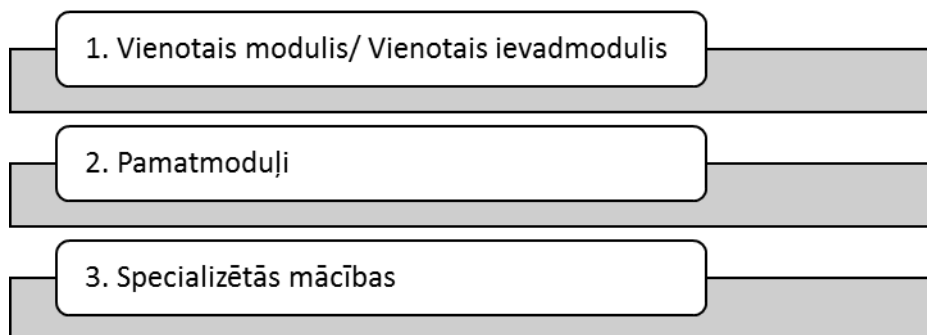 1. Vienotais modulis/ Vienotais ievadmodulis
2. Pamatmoduļi
3. Specializētās mācības